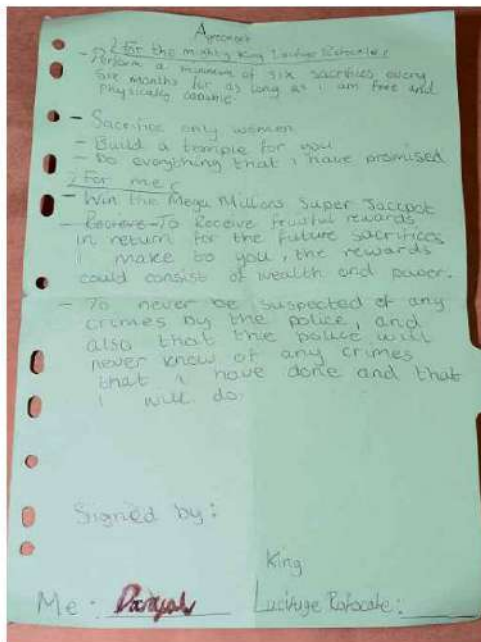 Agreement
For the mighty King Lucifuge Rofocale:
- Perform a minimum of six sacrifices every
six months for as long as i am free and
physically capable.
- Sacrifice only women
- Build a temple for you
- Do everything that i have promised
For me:
- Win the Mega Millions Super Jackpot
- Recieve To Receive fruitful rewards
in return for the future sacrifices
i make to you, the rewards
could consist of wealth and power.
- To never be suspected of any
crimes by the police, and
also that the police will
never know of any crimes
that i have done and that
i will do.
Signed by:
King
Me: Lucifuge Rofocale: